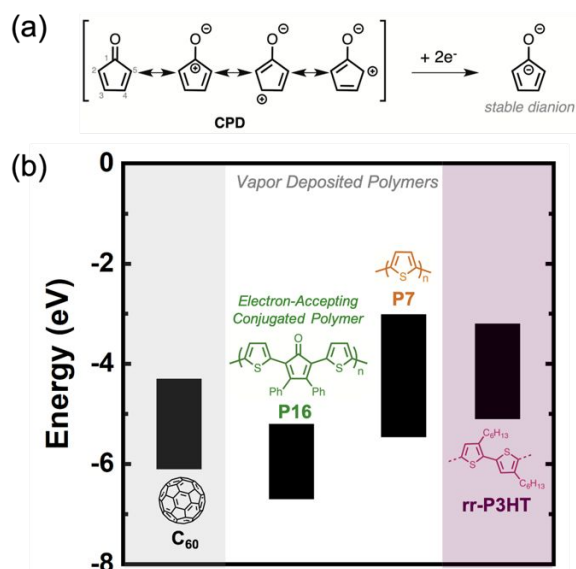 (a)
O
O⊖
O⊖
O⊖
O⊖
1
2
5
3
4
⊕
⊕
⊕
⊖
+ 2e⁻
CPD
stable dianion
(b)
Vapor Deposited Polymers
Energy (eV)
0
-2
-4
-6
-8
Electron-Accepting
Conjugated Polymer
O
S
S
n
Ph
Ph
P16
S
n
P7
C₆₀
C₆H₁₃
S
S
C₆H₁₃
rr-P3HT